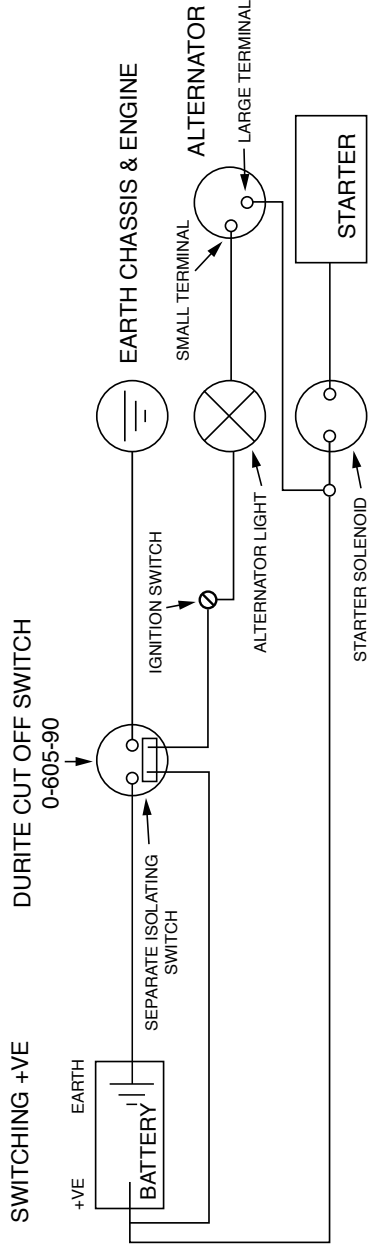 SWITCHING +VE
DURITE CUT OFF SWITCH
0-605-90
+VE
EARTH
BATTERY
SEPARATE ISOLATING
SWITCH
IGNITION SWITCH
EARTH CHASSIS & ENGINE
ALTERNATOR
SMALL TERMINAL
LARGE TERMINAL
ALTERNATOR LIGHT
STARTER SOLENOID
STARTER